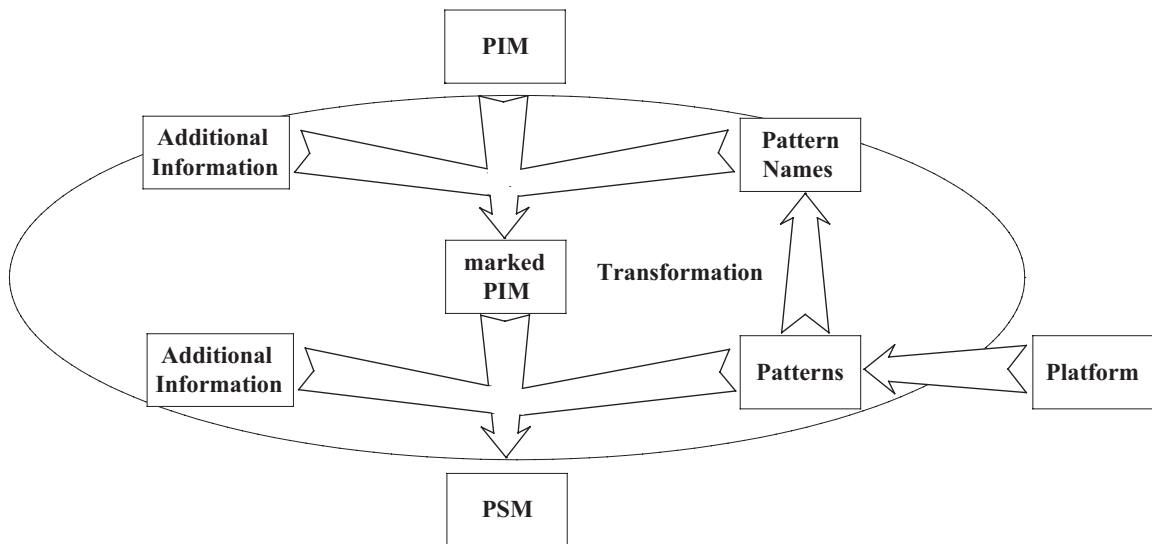 PIM
Additional
Information
Pattern
Names
marked
PIM
Transformation
Additional
Information
Patterns
Platform
PSM